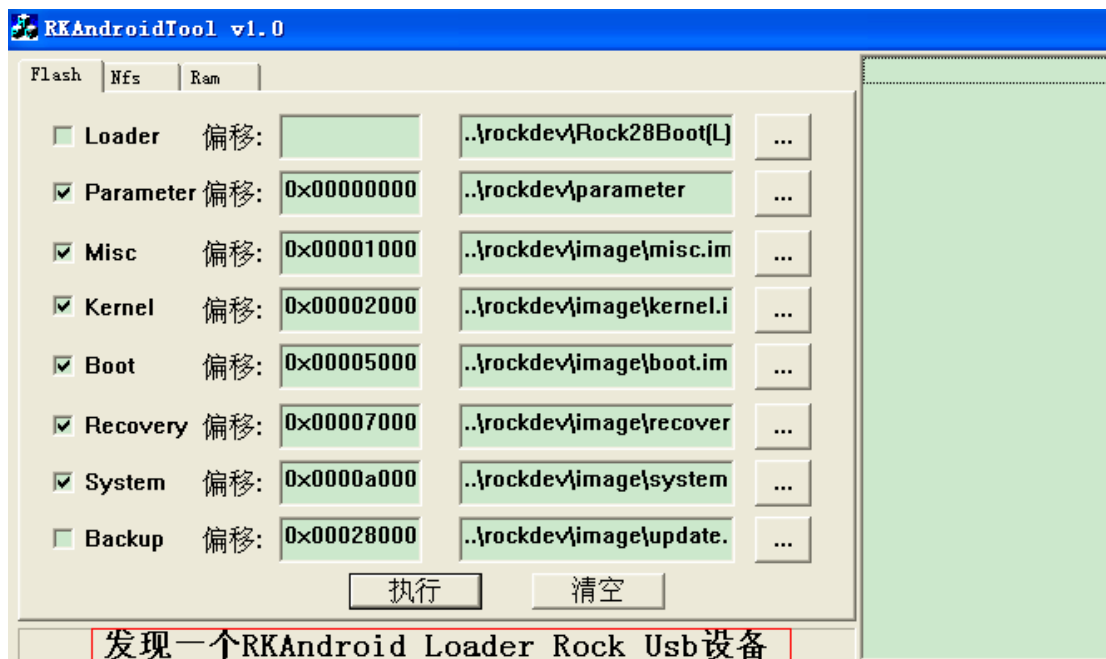 RKAndroidTool v1.0
Flash Nfs Ram
Loader 偏移: ..\rockdev\Rock28Boot(L) ...
Parameter 偏移: 0x00000000 ..\rockdev\parameter ...
Misc 偏移: 0x00001000 ..\rockdev\image\misc.im ...
Kernel 偏移: 0x00002000 ..\rockdev\image\kernel.i ...
Boot 偏移: 0x00005000 ..\rockdev\image\boot.im ...
Recovery 偏移: 0x00007000 ..\rockdev\image\recover ...
System 偏移: 0x0000a000 ..\rockdev\image\system ...
Backup 偏移: 0x00028000 ..\rockdev\image\update. ...
执行 清空
发现一个RKAndroid Loader Rock Usb设备